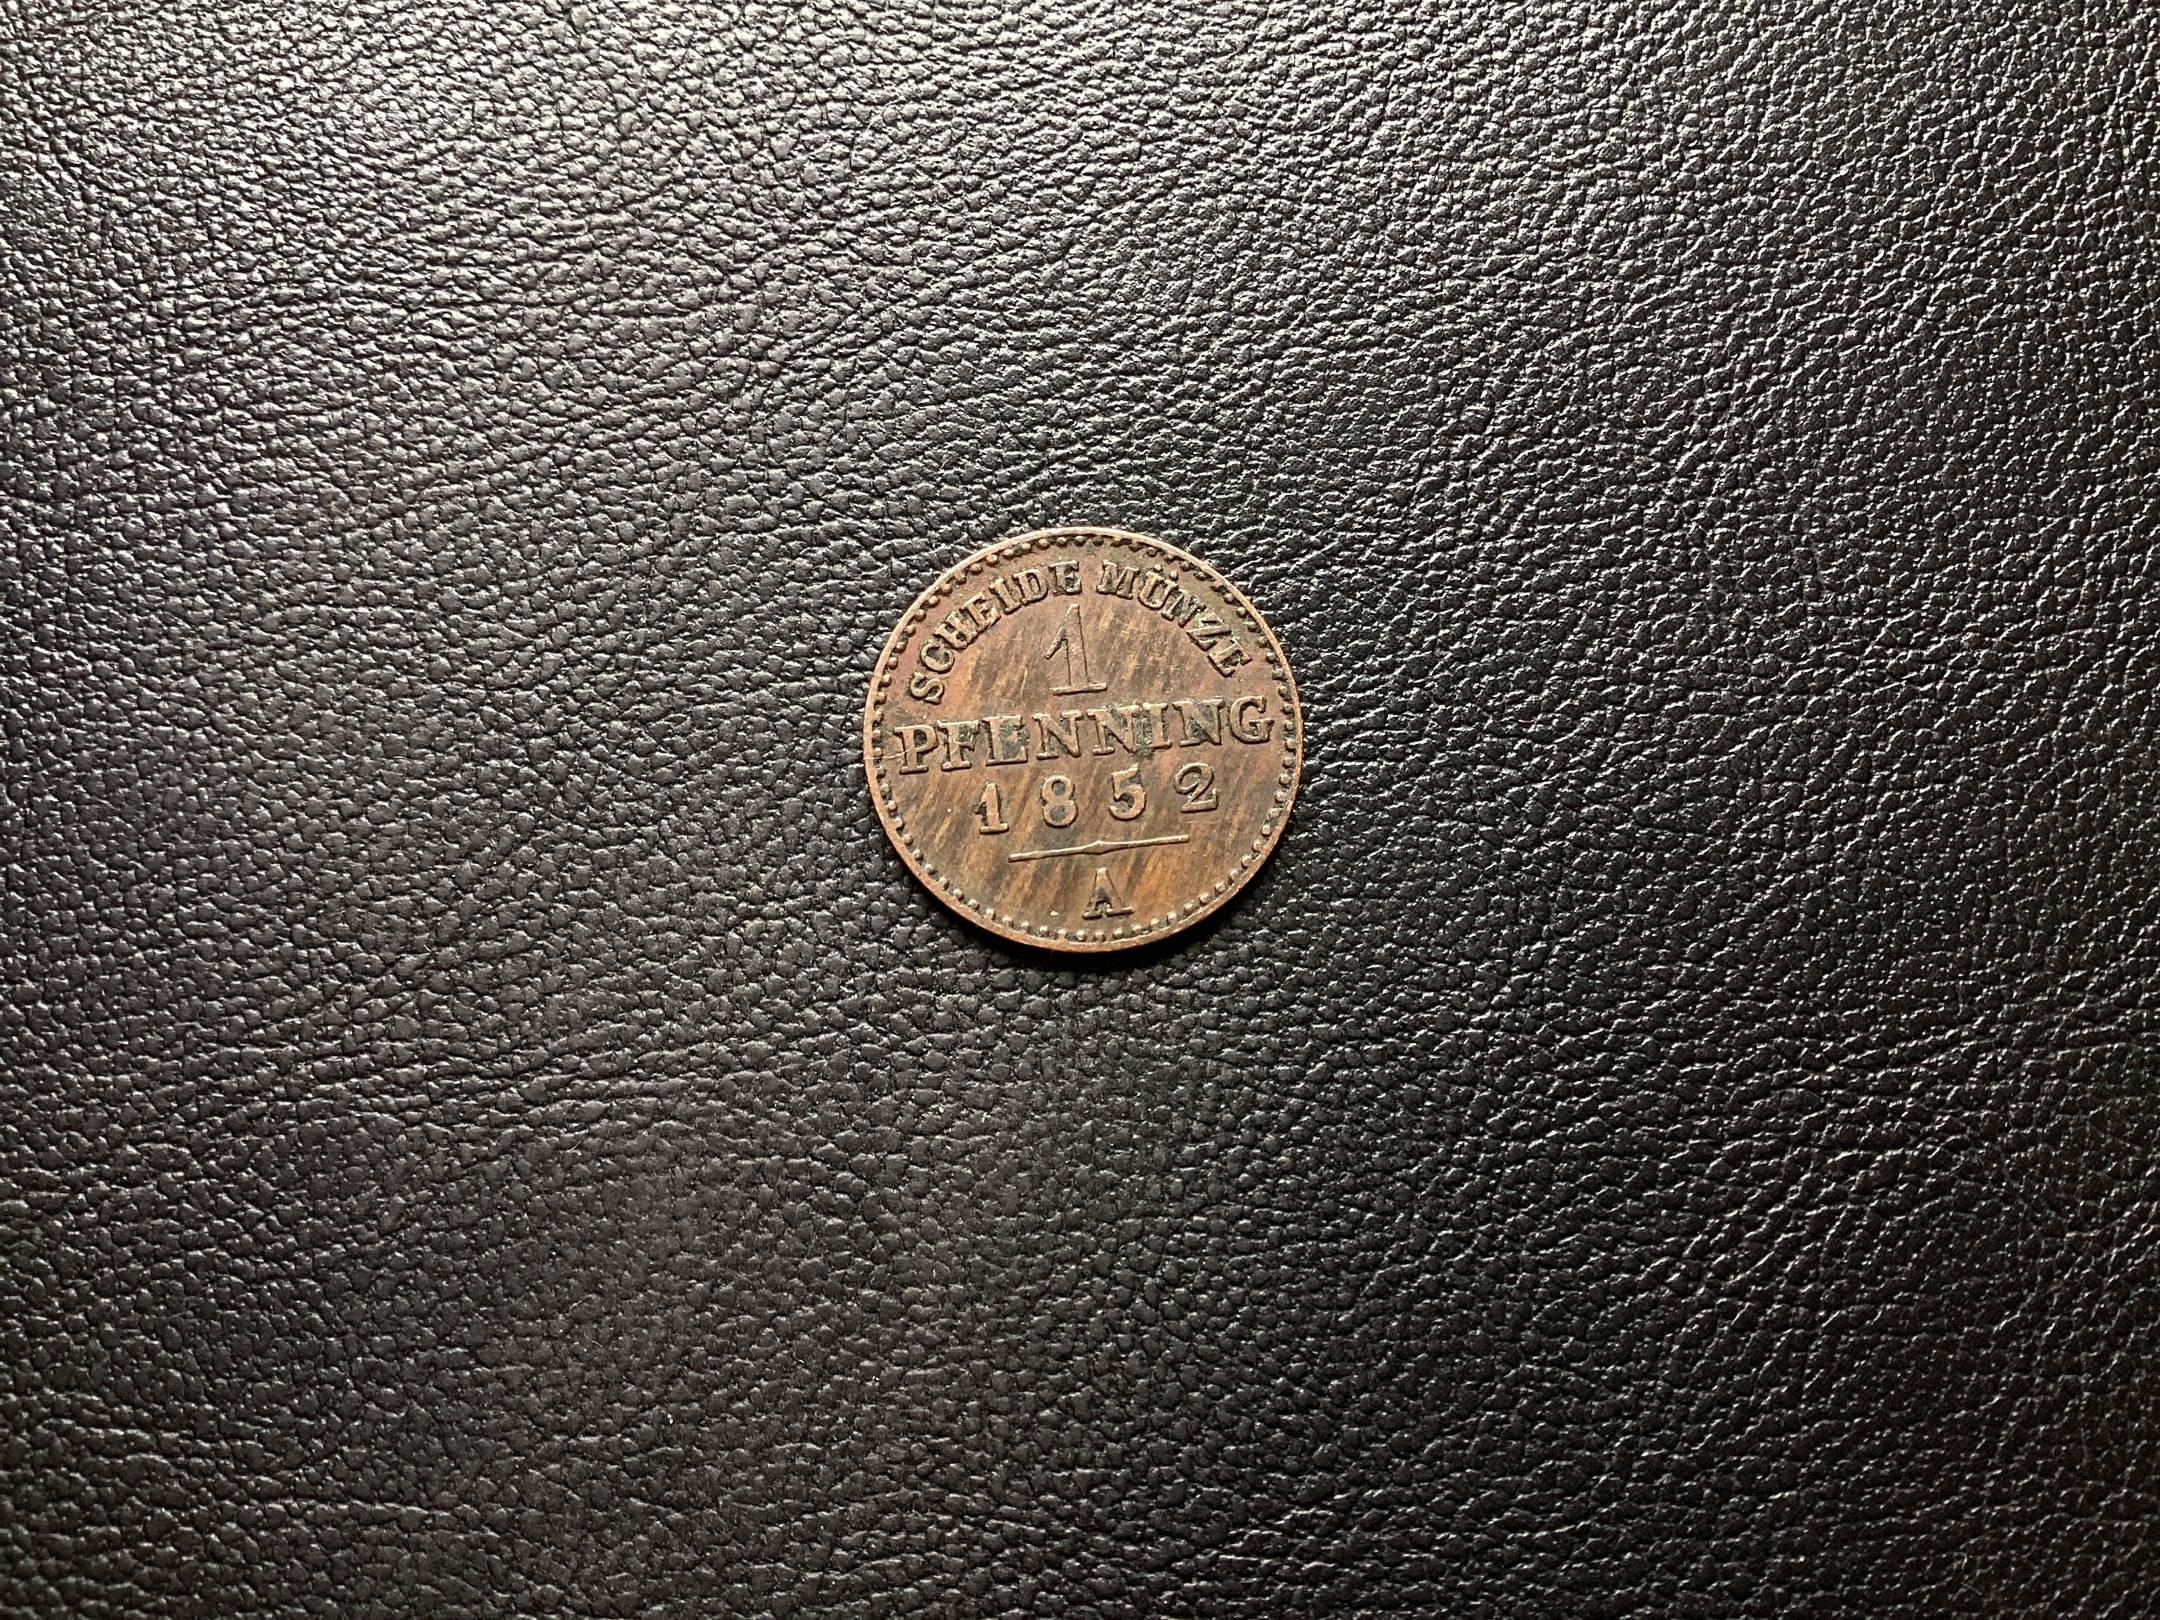 SCHEIDE MÜNZE
1
PFENNING
1852
A